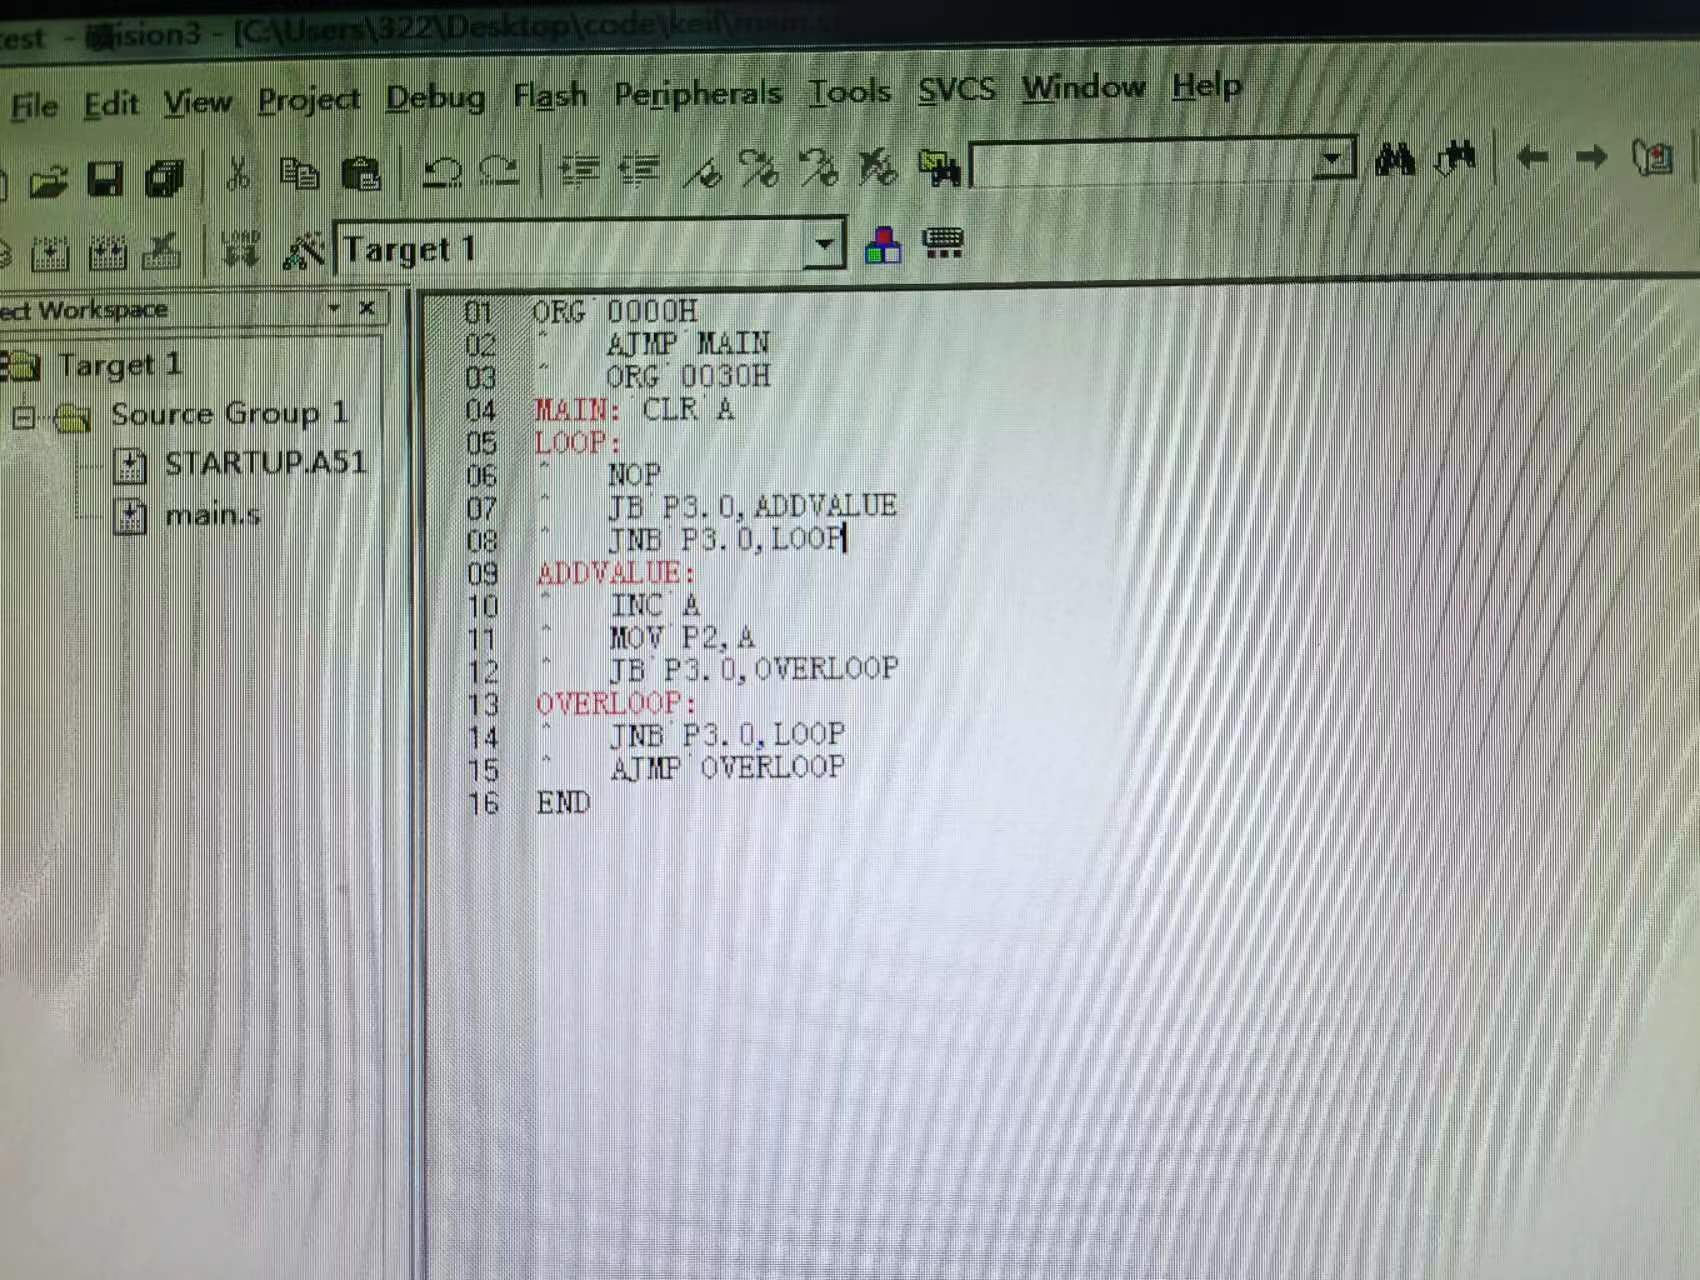 est - ision3 - [C:\Users\322\Desktop\code\keil\main.s
File Edit View Project Debug Flash Peripherals Tools SVCS Window Help
LOAD Target 1
ect Workspace
Target 1
Source Group 1
STARTUP.A51
main.s
01 ORG 0000H
02 AJMP MAIN
03 ORG 0030H
04 MAIN: CLR A
05 LOOP:
06 NOP
07 JB P3.0,ADDVALUE
08 JNB P3.0,LOOP
09 ADDVALUE:
10 INC A
11 MOV P2,A
12 JB P3.0,OVERLOOP
13 OVERLOOP:
14 JNB P3.0,LOOP
15 AJMP OVERLOOP
16 END